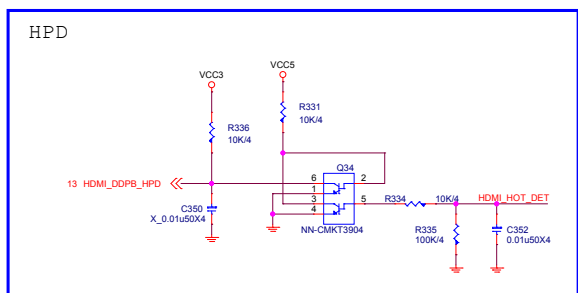 HPD
VCC3
VCC5
R336
10K/4
R331
10K/4
Q34
13 HDMI_DDPB_HPD
6
2
1
3
5
4
R334
10K/4
HDMI_HOT_DET
C350
X_0.01u50X4
NN-CMKT3904
R335
100K/4
C352
0.01u50X4